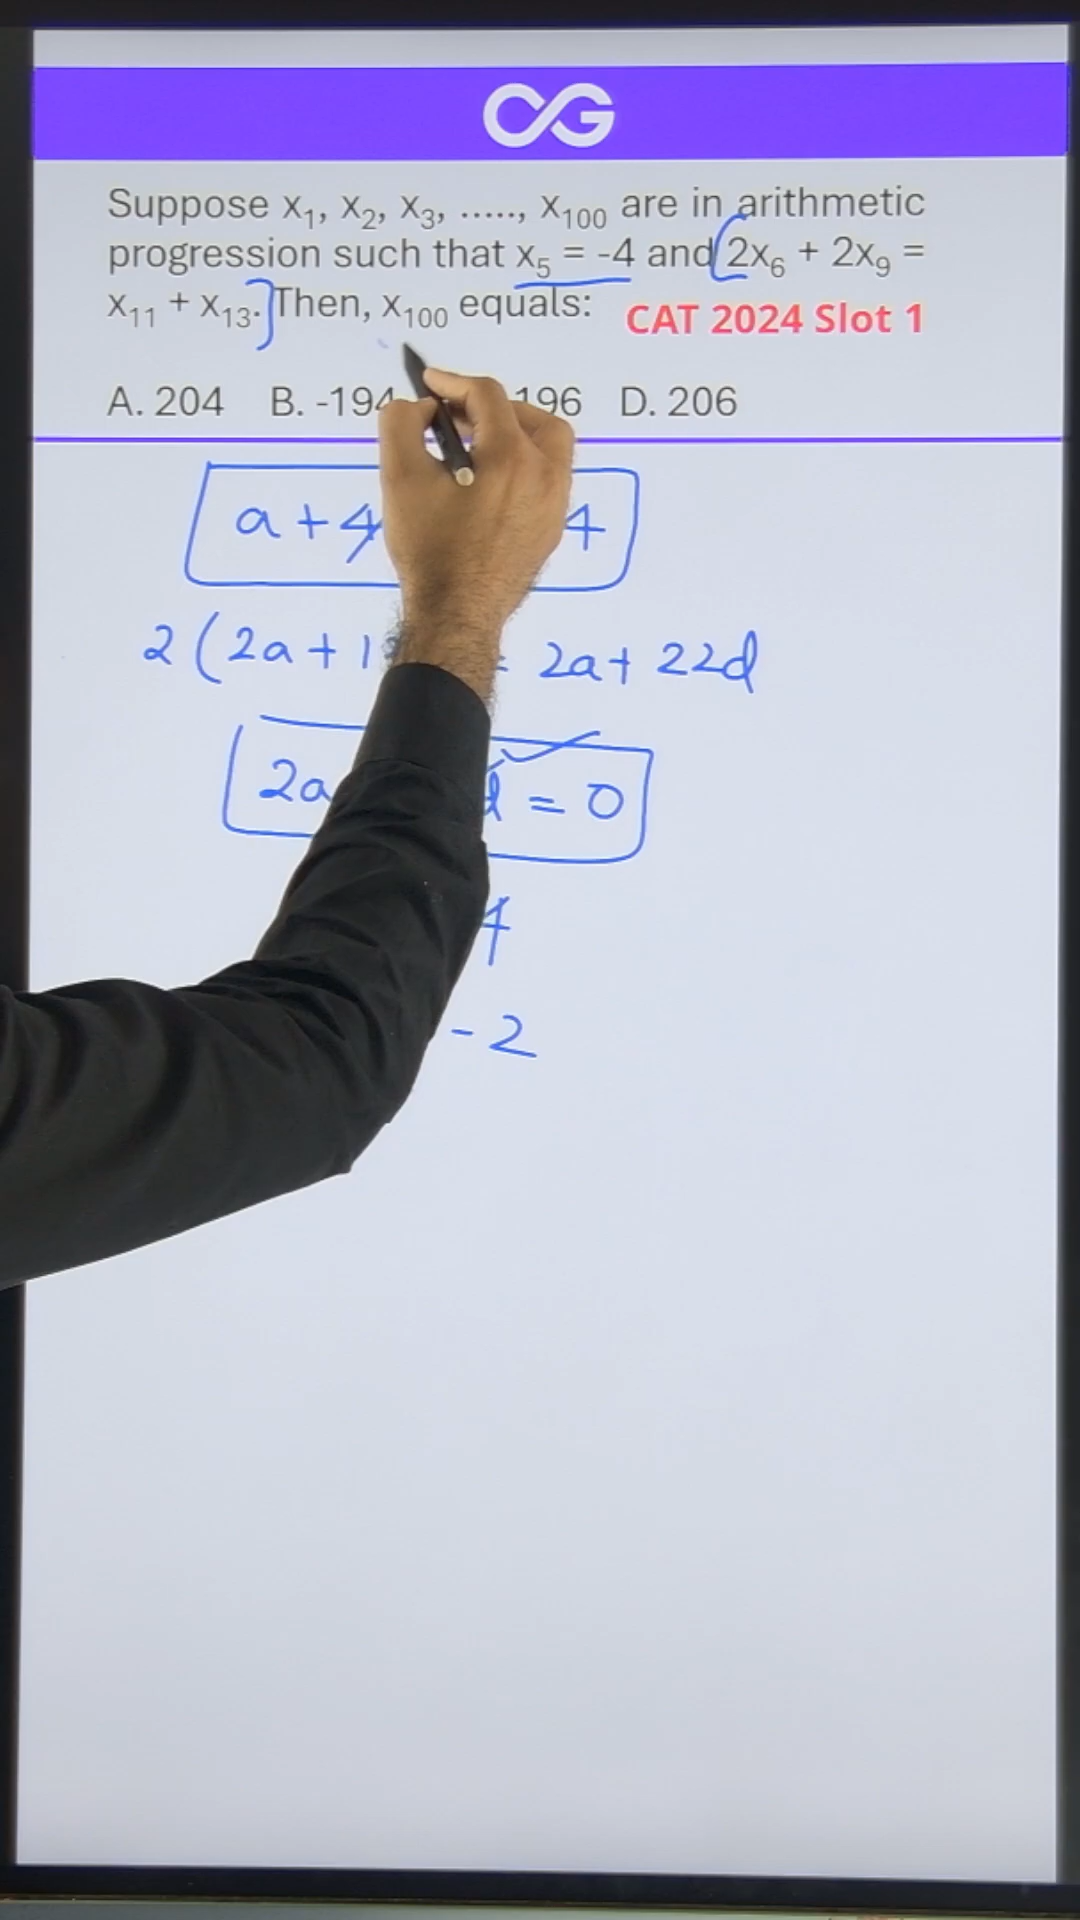 CG
Suppose x₁, x₂, x₃, ....., x₁₀₀ are in arithmetic
progression such that x₅ = -4 and 2x₆ + 2x₉ =
x₁₁ + x₁₃. Then, x₁₀₀ equals:
CAT 2024 Slot 1
A. 204 B. -194 196 D. 206
a + 4 4
2 ( 2a + 1 2a + 22d
2a d = 0
4
- 2